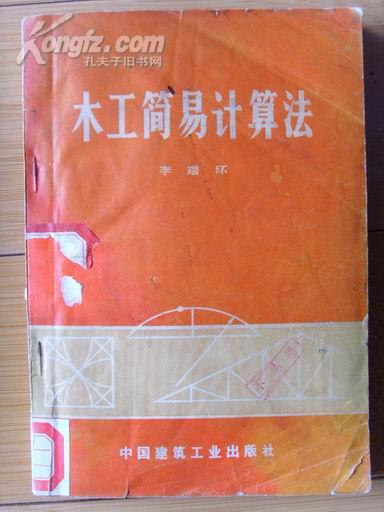 Kongfz.com
孔夫子旧书网
木工简易计算法
李瑞环
中国建筑工业出版社